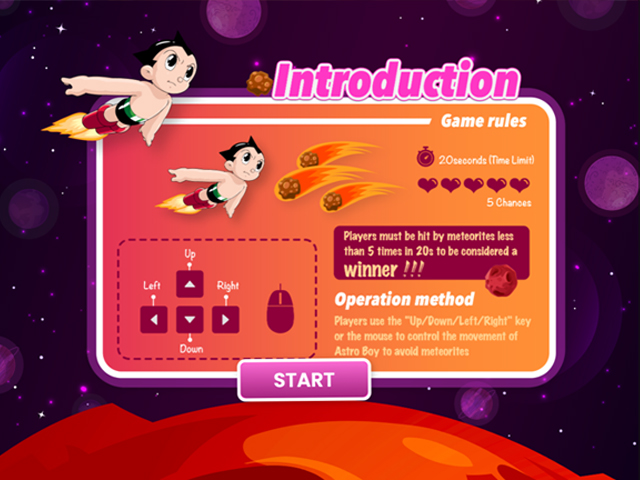 Introduction
Game rules
20seconds (Time Limit)
5 Chances
Players must be hit by meteorites less
than 5 times in 20s to be considered a
winner !!!
Up
Left
Right
Down
Operation method
Players use the "Up/Down/Left/Right" key
or the mouse to control the movement of
Astro Boy to avoid meteorites
START